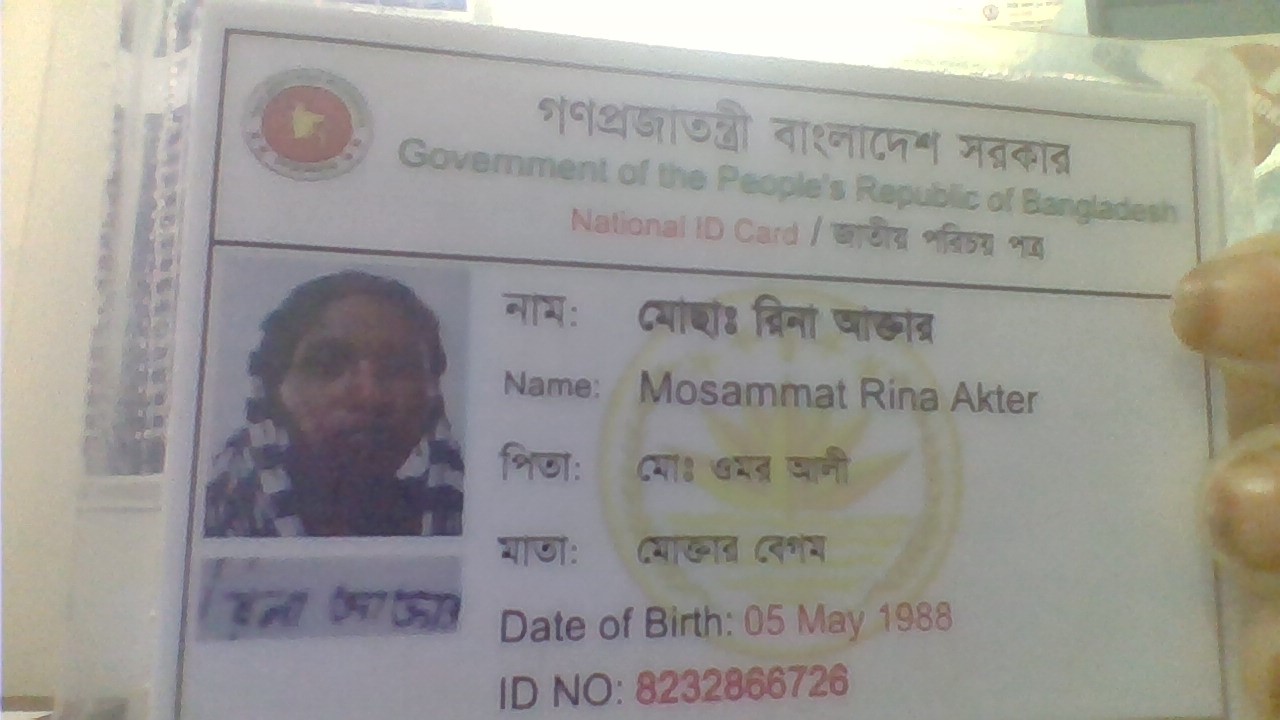 গণপ্রজাতন্ত্রী বাংলাদেশ সরকার
Government of the People's Republic of Bangladesh
National ID Card / জাতীয় পরিচয় পত্র
নাম: মোছাঃ রিনা আক্তার
Name: Mosammat Rina Akter
পিতা: মোঃ ওমর আলী
মাতা: মোক্তার বেগম
রিনা আক্তার
Date of Birth: 05 May 1988
ID NO: 8232866726